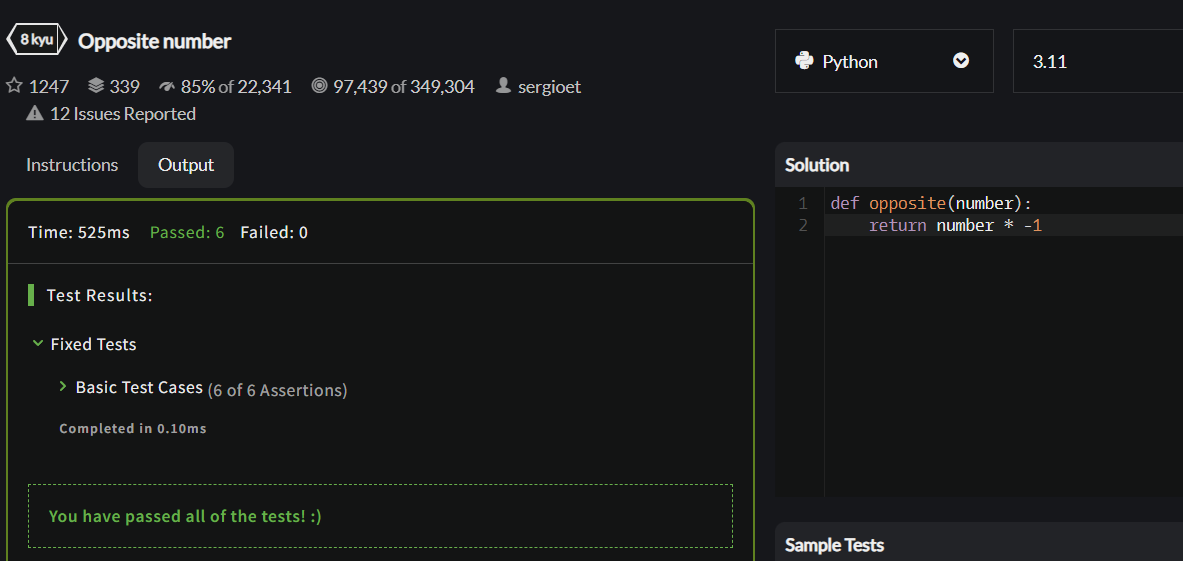 8 kyu Opposite number
1247 339 85% of 22,341 97,439 of 349,304 sergioet
12 Issues Reported
Instructions Output
Time: 525ms Passed: 6 Failed: 0
Test Results:
Fixed Tests
Basic Test Cases (6 of 6 Assertions)
Completed in 0.10ms
You have passed all of the tests! :)
Python 3.11
Solution
1 def opposite(number):
2 return number * -1
Sample Tests